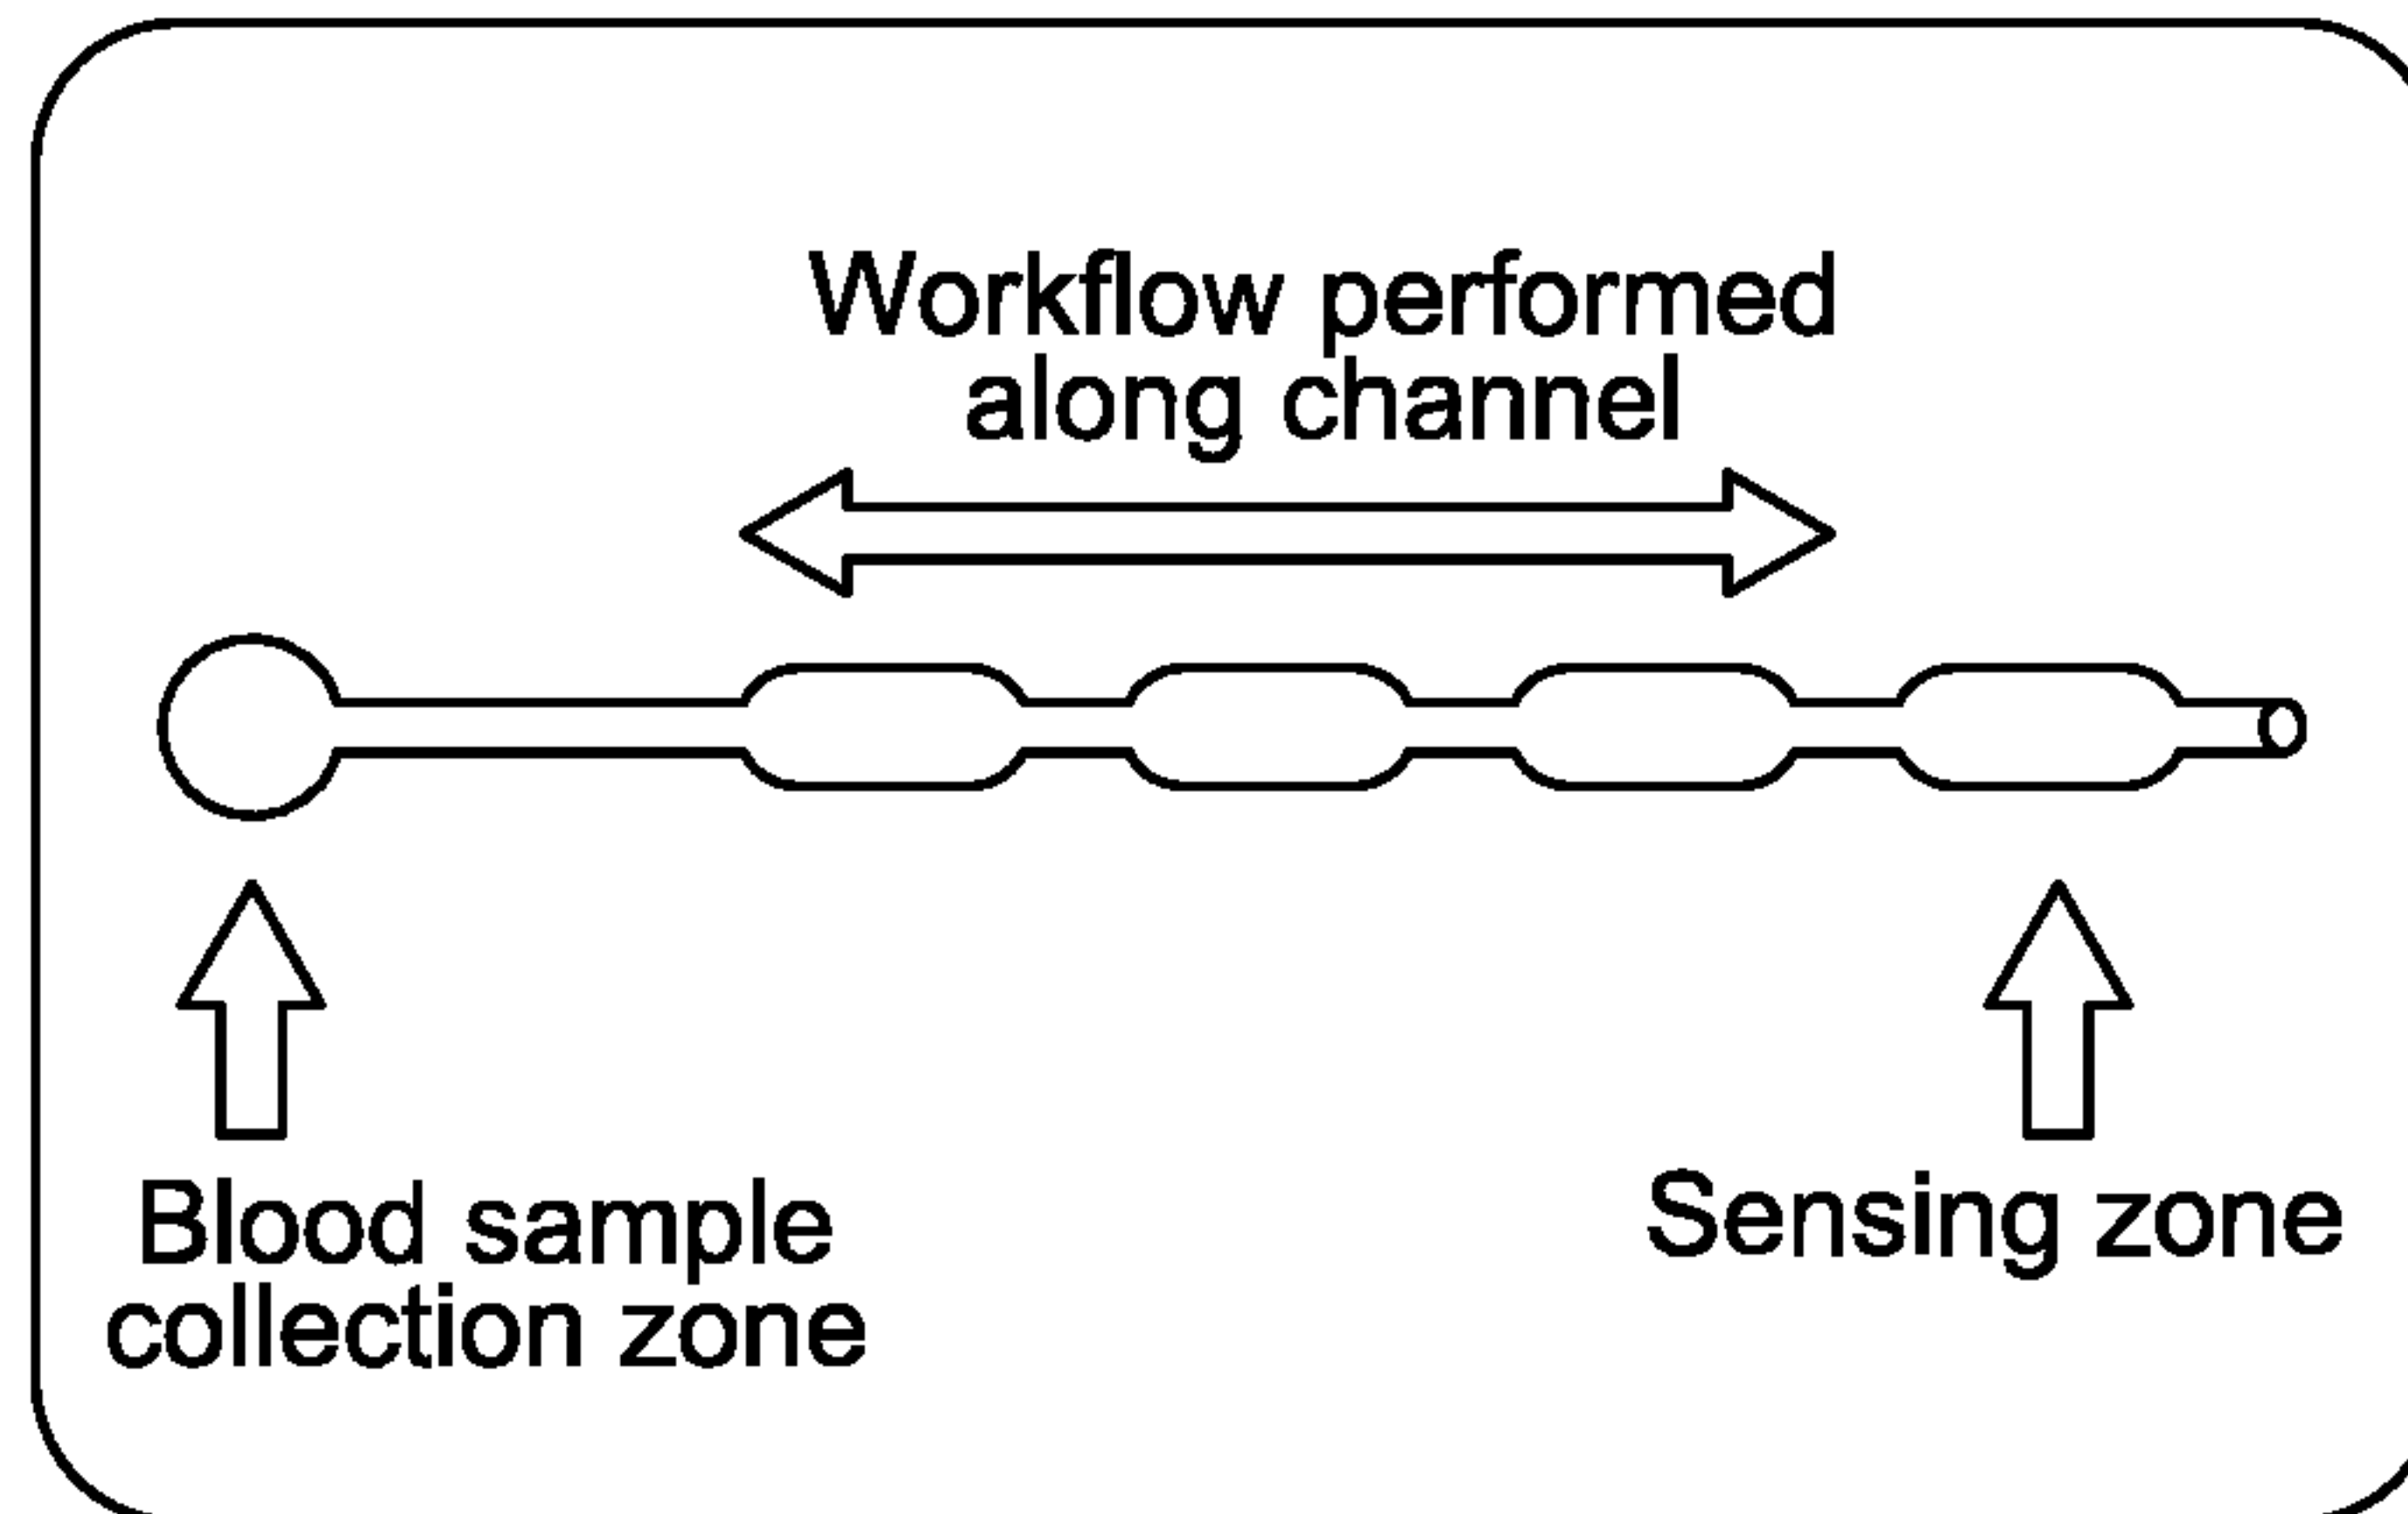 Workflow performed
along channel
Blood sample
collection zone
Sensing zone